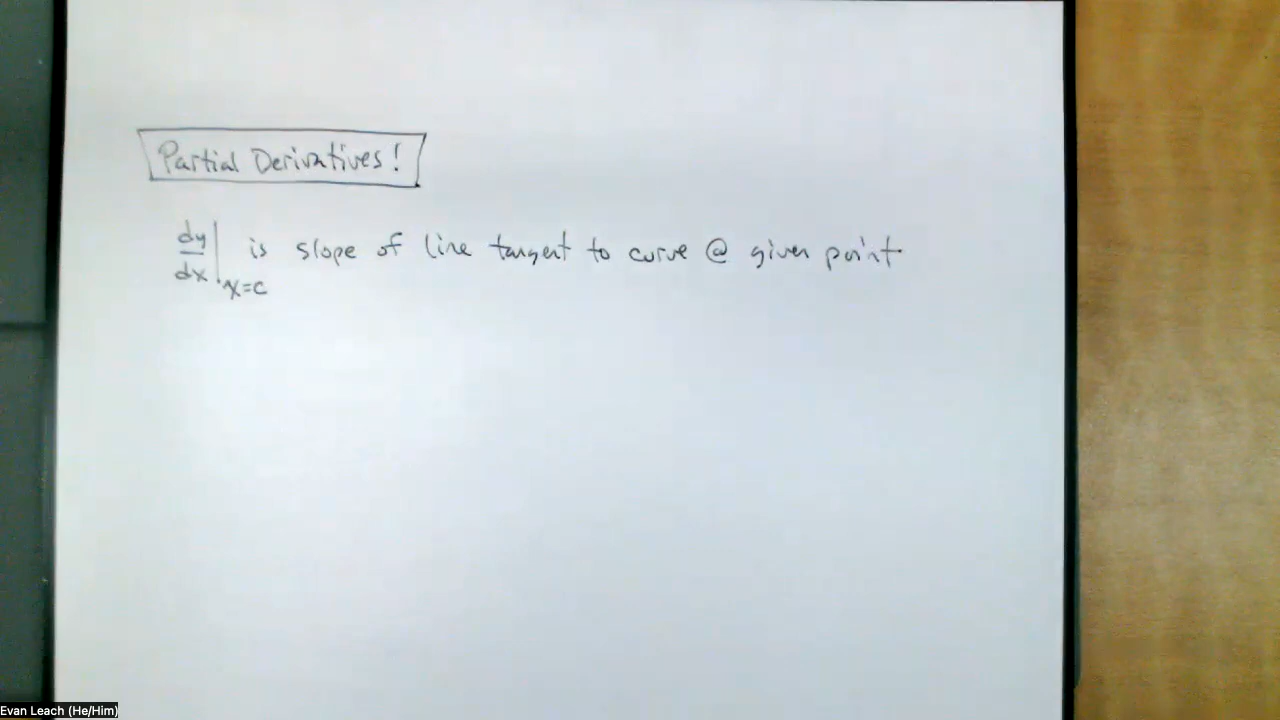 Partial Derivatives!
dy/dx|x=c is slope of line tangent to curve @ given point
Evan Leach (He/Him)